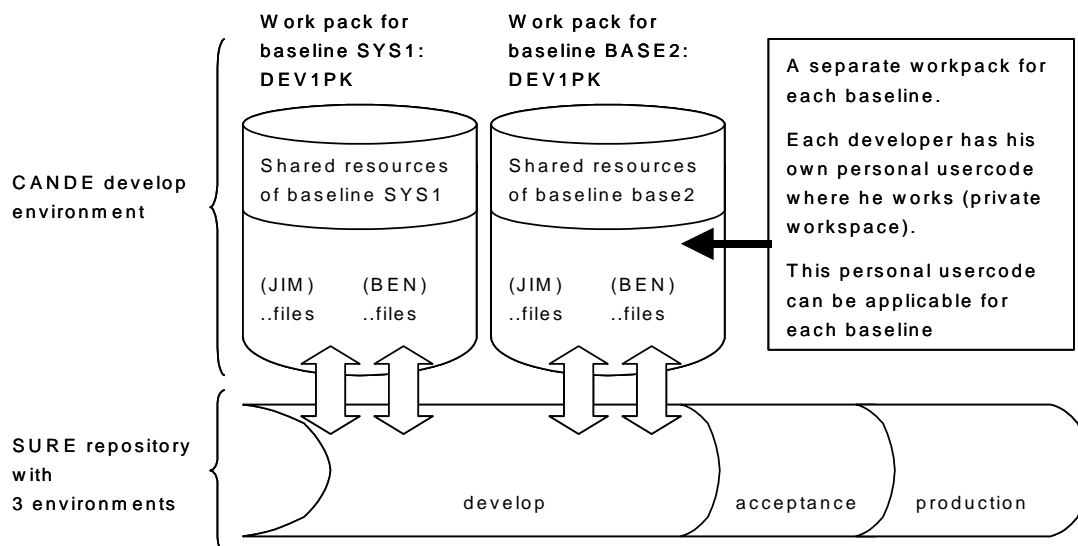 Work pack for
baseline SYS1:
DEV1PK
Work pack for
baseline BASE2:
DEV1PK
A separate workpack for
each baseline.
Each developer has his
own personal usercode
where he works (private
workspace).
This personal usercode
can be applicable for
each baseline
CANDE develop
environment
Shared resources
of baseline SYS1
Shared resources
of baseline base2
(JIM)
..files
(BEN)
..files
(JIM)
..files
(BEN)
..files
SURE repository
with
3 environments
develop
acceptance
production